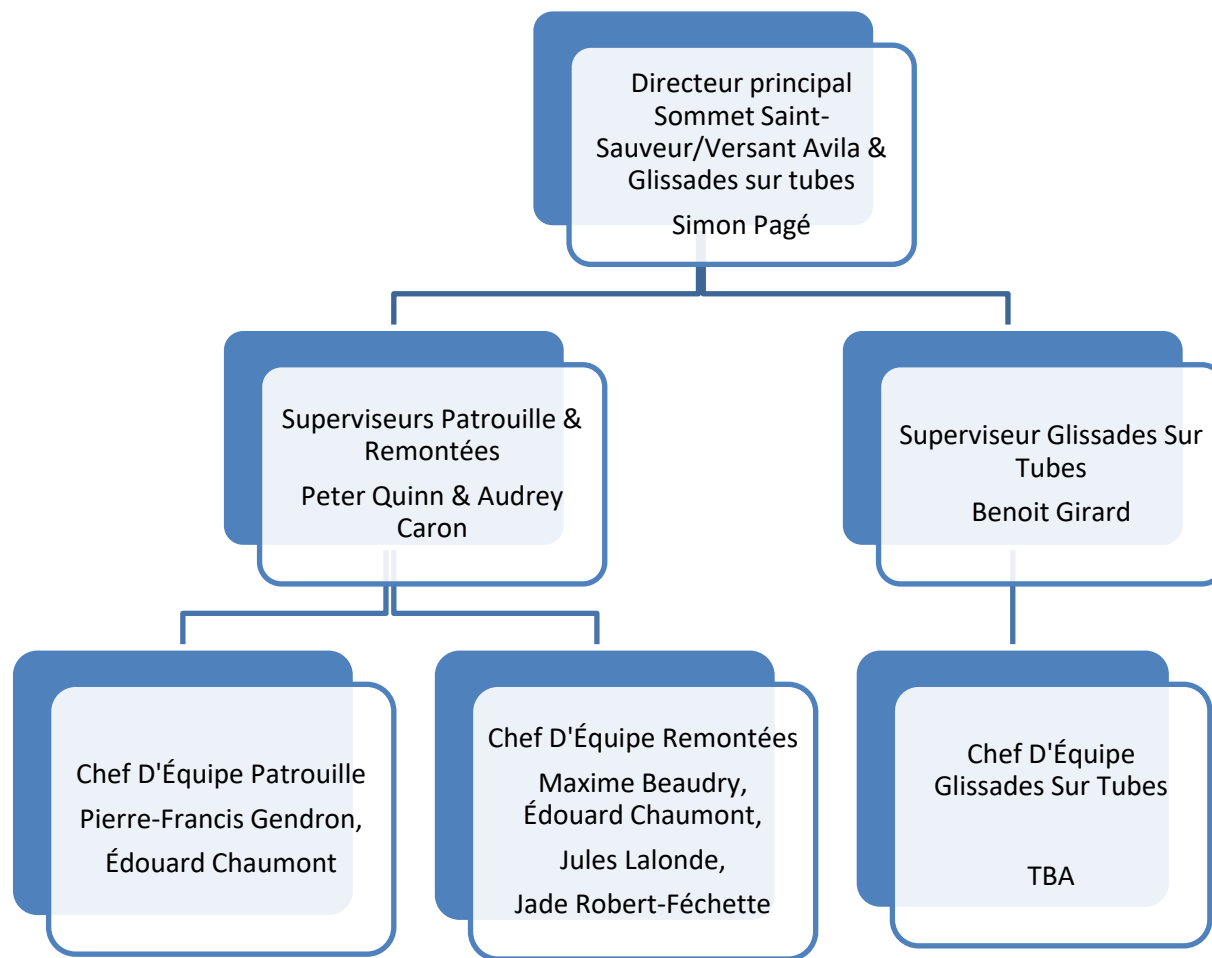 Directeur principal
Sommet Saint-
Sauveur/Versant Avila &
Glissades sur tubes
Simon Pagé
Superviseurs Patrouille &
Remontées
Peter Quinn & Audrey
Caron
Superviseur Glissades Sur
Tubes
Benoit Girard
Chef D'Équipe Patrouille
Pierre-Francis Gendron,
Édouard Chaumont
Chef D'Équipe Remontées
Maxime Beaudry,
Édouard Chaumont,
Jules Lalonde,
Jade Robert-Féchette
Chef D'Équipe
Glissades Sur Tubes
TBA